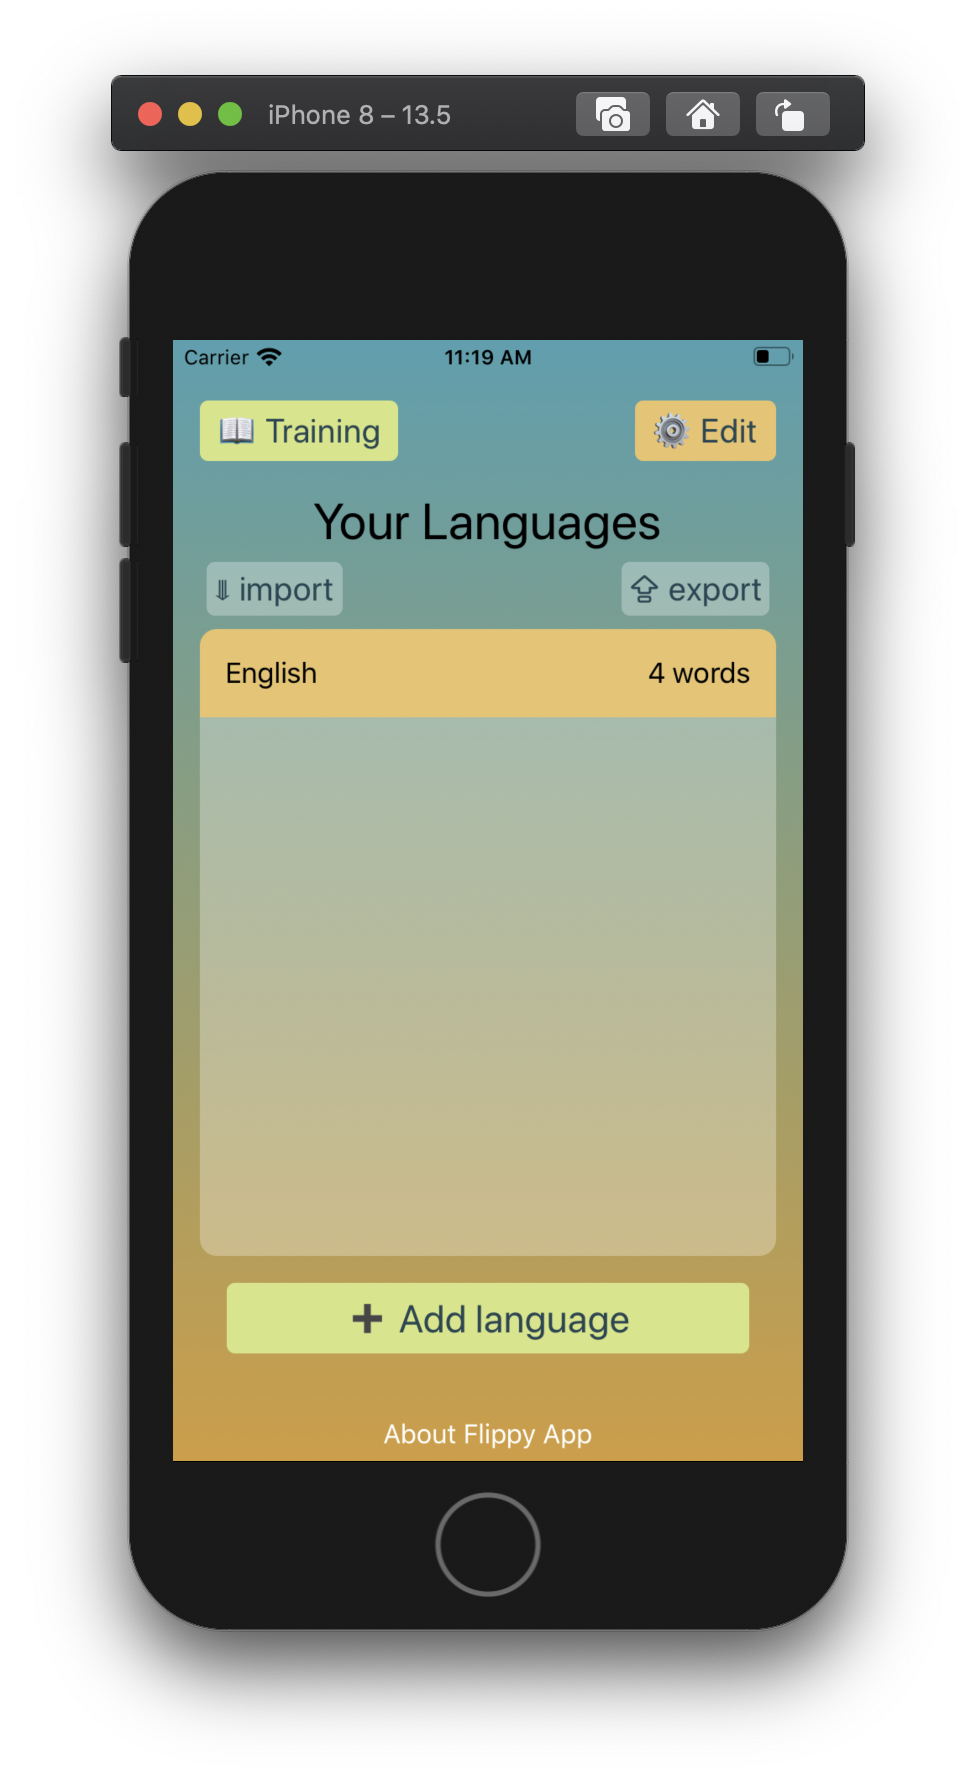 iPhone 8 – 13.5
Carrier 11:19 AM
Training Edit
Your Languages
import export
English 4 words
Add language
About Flippy App